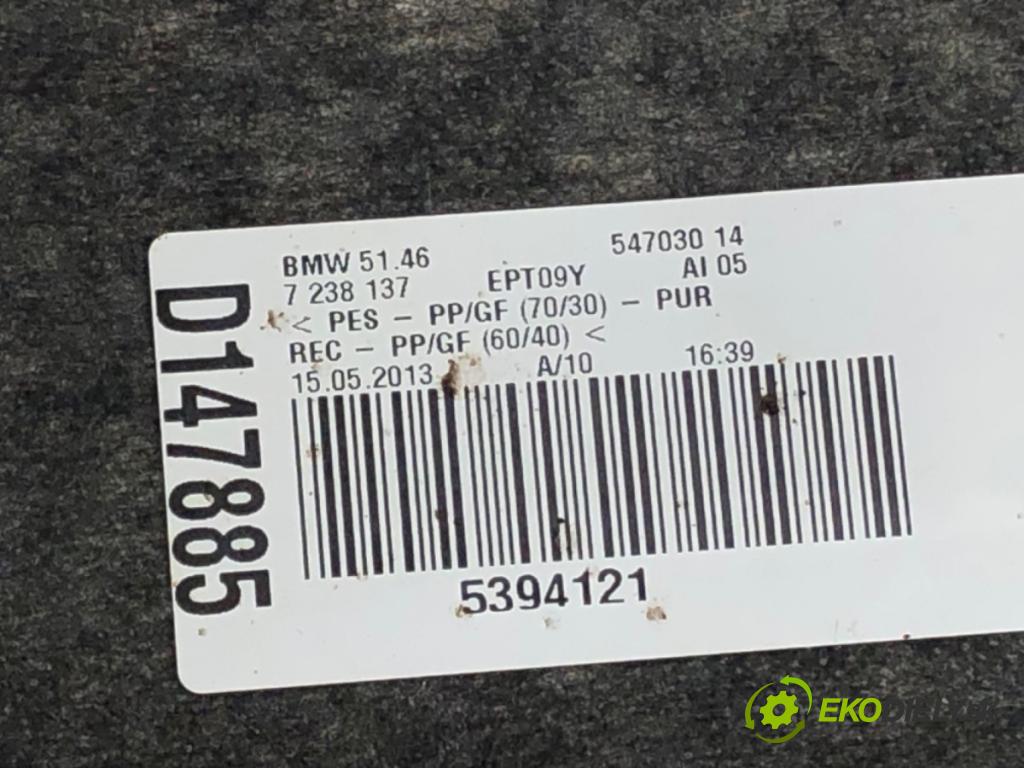 BMW 51.46 547030 14
7 238 137 EPT09Y AI 05
< PES - PP/GF (70/30) - PUR
REC - PP/GF (60/40) <
15.05.2013 A/10 16:39
5394121
D147885